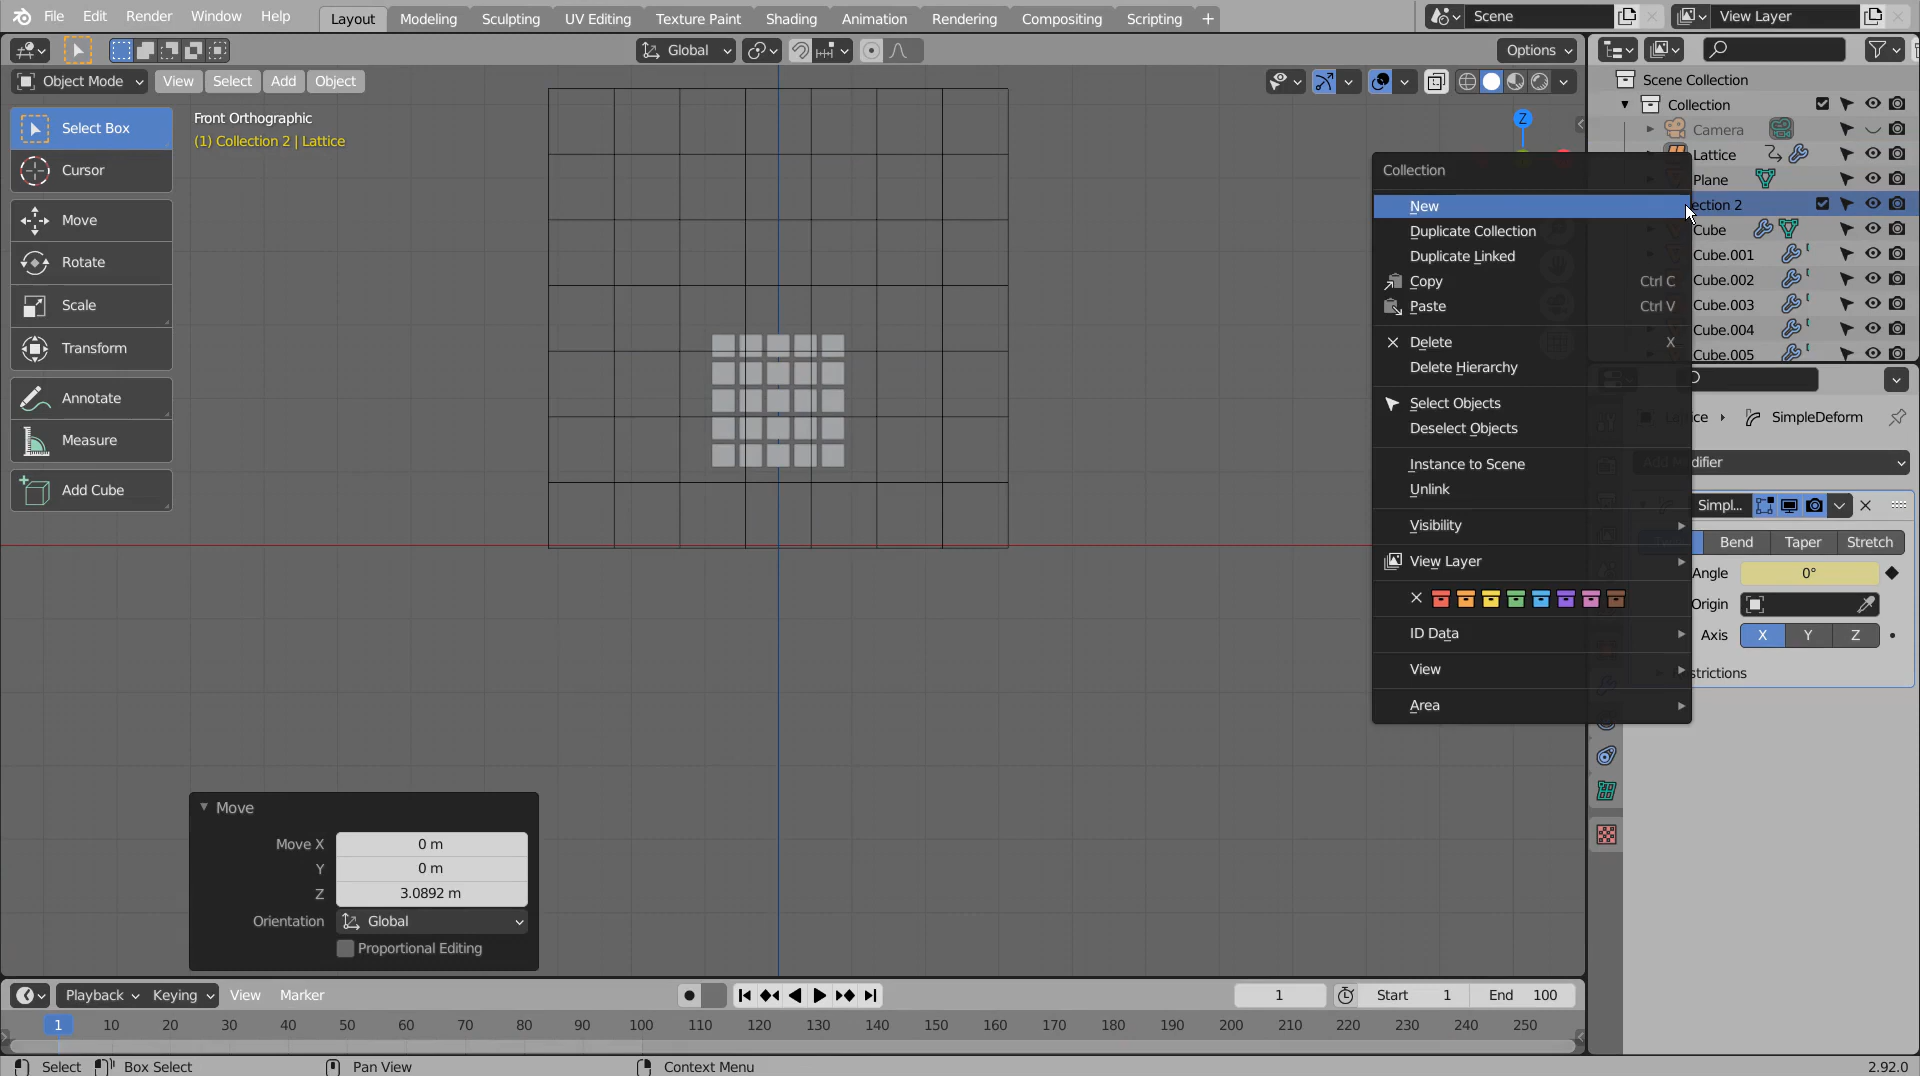 File Edit Render Window Help Layout Modeling Sculpting UV Editing Texture Paint Shading Animation Rendering Compositing Scripting + Scene View Layer
Global Options
Object Mode View Select Add Object
Select Box
Cursor
Move
Rotate
Scale
Transform
Annotate
Measure
Add Cube
Front Orthographic
(1) Collection 2 | Lattice
Z
Collection
New
Duplicate Collection
Duplicate Linked
Copy Ctrl C
Paste Ctrl V
Delete X
Delete Hierarchy
Select Objects
Deselect Objects
Instance to Scene
Unlink
Visibility
View Layer
ID Data
View
Area
Scene Collection
Collection
Camera
Lattice
Plane
ection 2
Cube
Cube.001
Cube.002
Cube.003
Cube.004
Cube.005
SimpleDeform
Simpl...
Bend Taper Stretch
Angle 0°
Origin
Axis X Y Z
strictions
Move
Move X 0 m
Y 0 m
Z 3.0892 m
Orientation Global
Proportional Editing
Playback Keying View Marker 1 Start 1 End 100
1 10 20 30 40 50 60 70 80 90 100 110 120 130 140 150 160 170 180 190 200 210 220 230 240 250
Select Box Select Pan View Context Menu 2.92.0